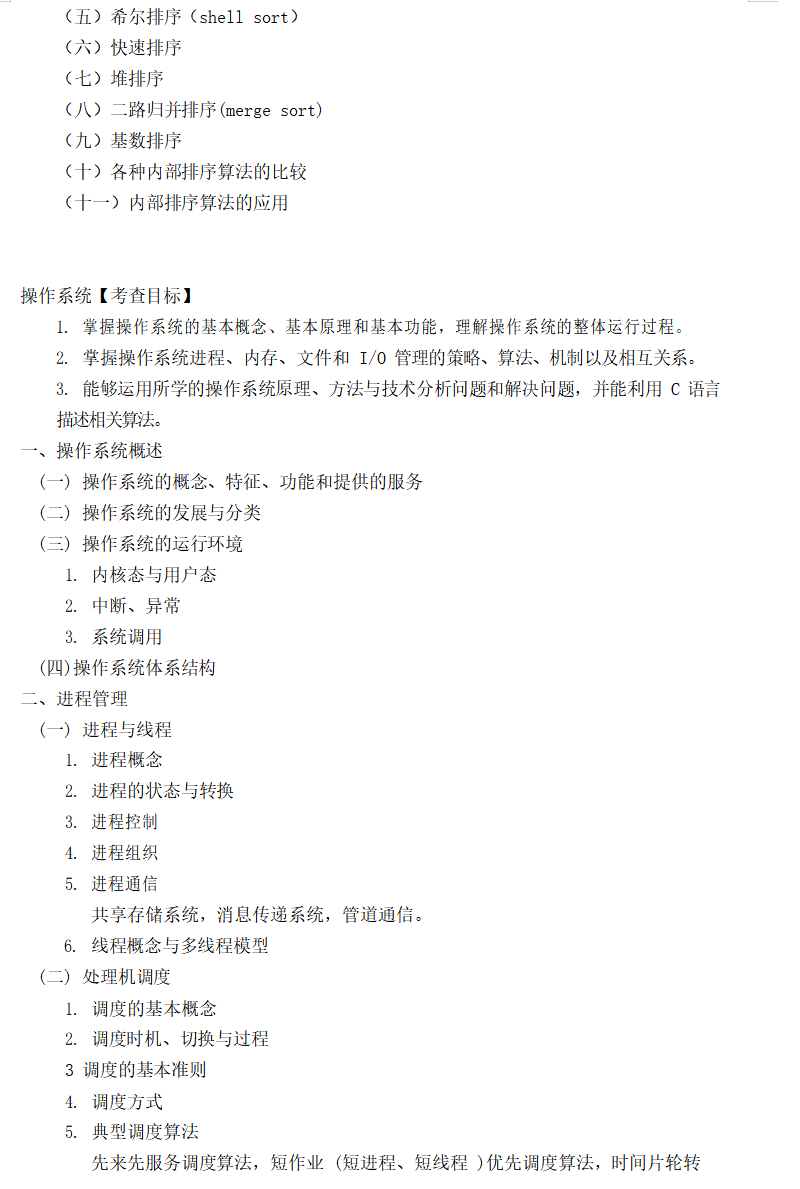 （五）希尔排序（shell sort）
（六）快速排序
（七）堆排序
（八）二路归并排序(merge sort)
（九）基数排序
（十）各种内部排序算法的比较
（十一）内部排序算法的应用
操作系统【考查目标】
1. 掌握操作系统的基本概念、基本原理和基本功能，理解操作系统的整体运行过程。
2. 掌握操作系统进程、内存、文件和 I/O 管理的策略、算法、机制以及相互关系。
3. 能够运用所学的操作系统原理、方法与技术分析问题和解决问题，并能利用 C 语言
描述相关算法。
一、操作系统概述
(一) 操作系统的概念、特征、功能和提供的服务
(二) 操作系统的发展与分类
(三) 操作系统的运行环境
1. 内核态与用户态
2. 中断、异常
3. 系统调用
(四)操作系统体系结构
二、进程管理
(一) 进程与线程
1. 进程概念
2. 进程的状态与转换
3. 进程控制
4. 进程组织
5. 进程通信
共享存储系统，消息传递系统，管道通信。
6. 线程概念与多线程模型
(二) 处理机调度
1. 调度的基本概念
2. 调度时机、切换与过程
3 调度的基本准则
4. 调度方式
5. 典型调度算法
先来先服务调度算法，短作业 (短进程、短线程 )优先调度算法，时间片轮转